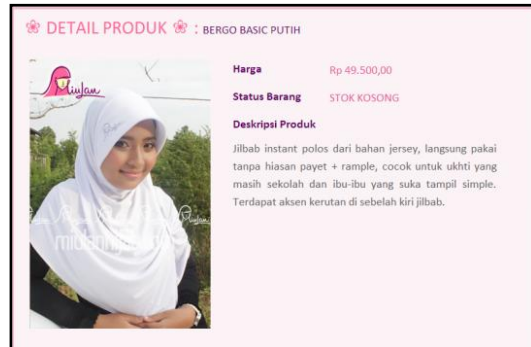 DETAIL PRODUK : BERGO BASIC PUTIH
Miulan
Harga Rp 49.500,00
Status Barang STOK KOSONG
Deskripsi Produk
Jilbab instant polos dari bahan jersey, langsung pakai
tanpa hiasan payet + rample, cocok untuk ukhti yang
masih sekolah dan ibu-ibu yang suka tampil simple.
Terdapat aksen kerutan di sebelah kiri jilbab.